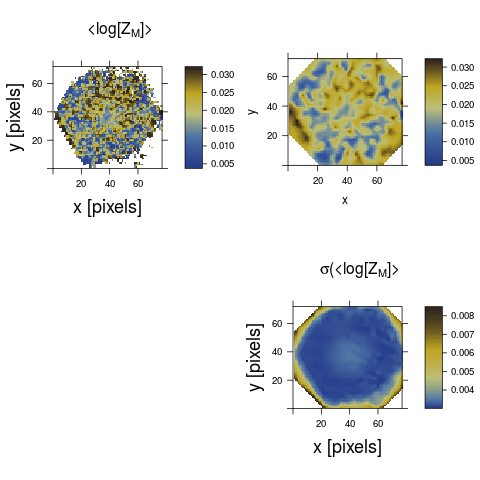 <log[Z_M]>
y [pixels]
60
40
20
20 40 60
x [pixels]
0.030
0.025
0.020
0.015
0.010
0.005
y
60
40
20
20 40 60
x
0.030
0.025
0.020
0.015
0.010
0.005
σ(<log[Z_M]>
y [pixels]
60
40
20
20 40 60
x [pixels]
0.008
0.007
0.006
0.005
0.004